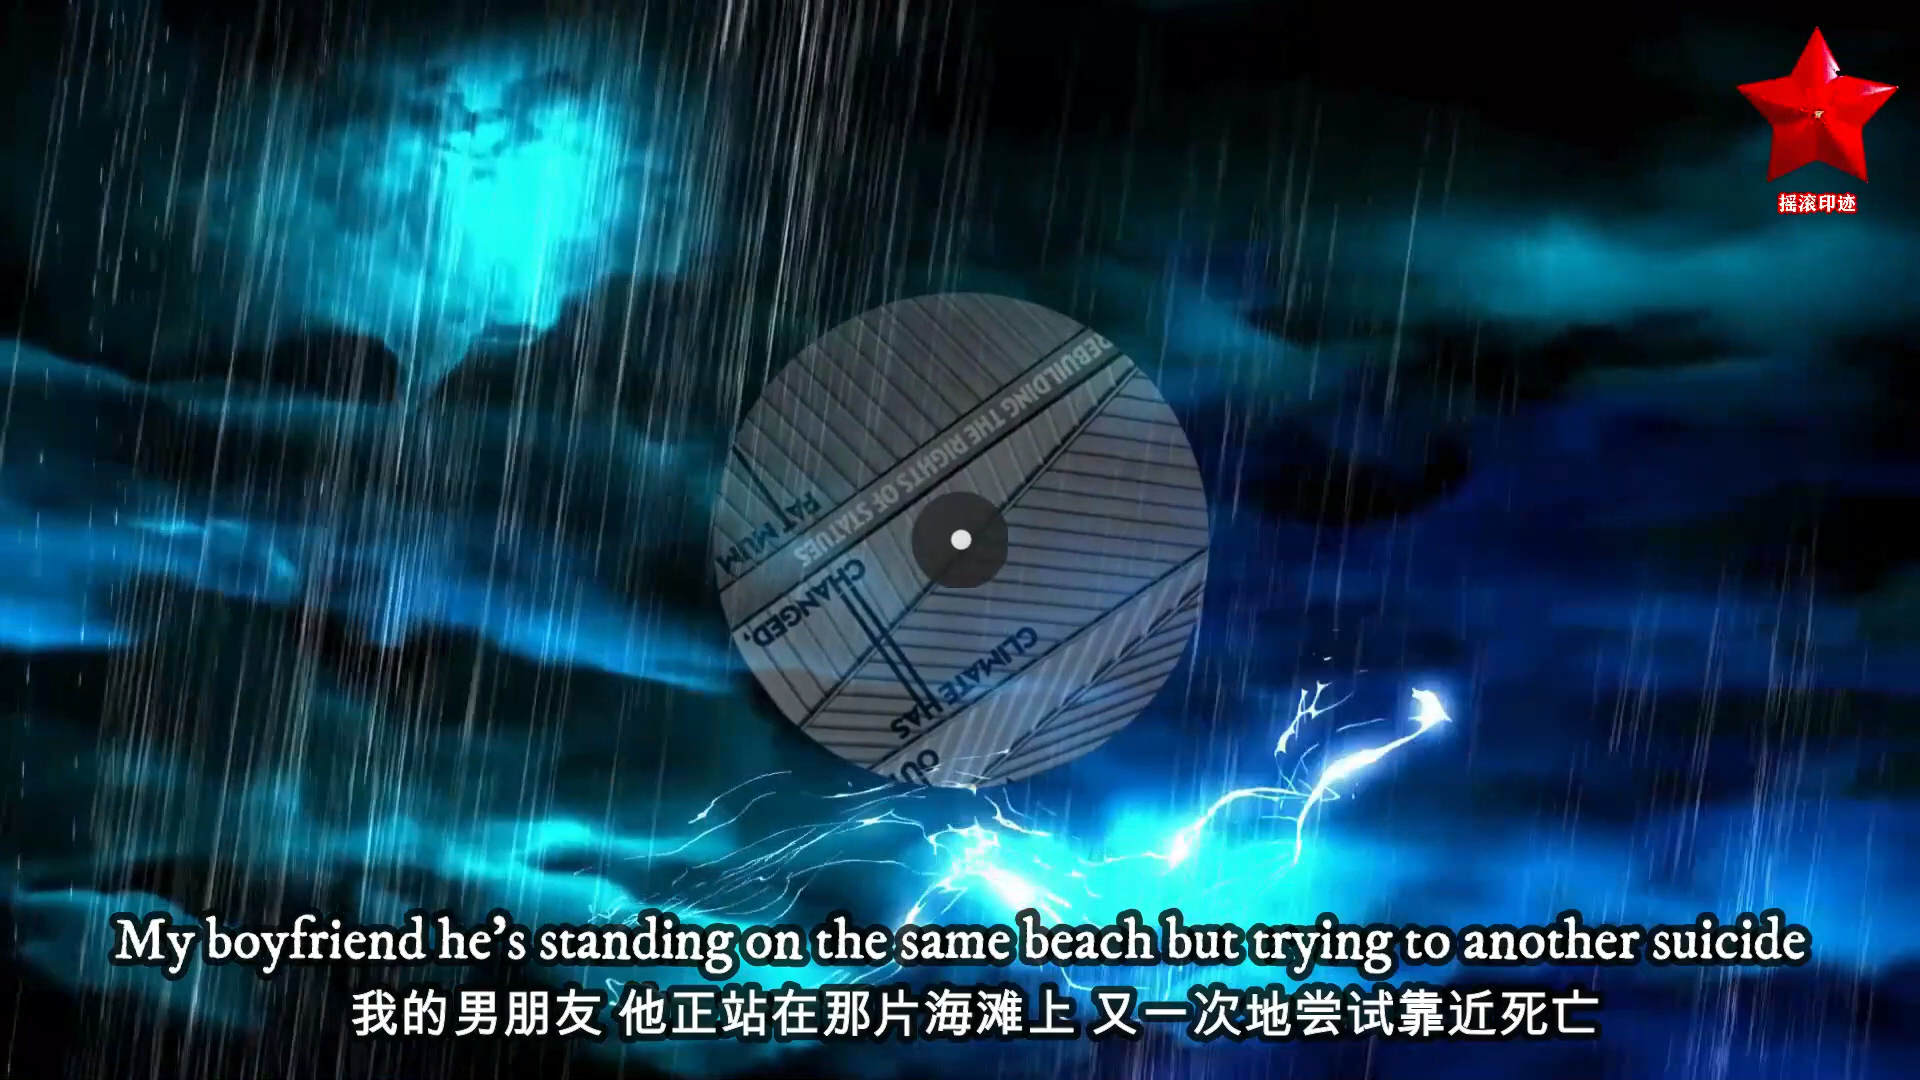 摇滚印迹
REBUILDING THE RIGHTS OF STATUES
FAT MUM
CHANGED,
CLIMATE HAS
My boyfriend he's standing on the same beach but trying to another suicide
我的男朋友 他正站在那片海滩上 又一次地尝试靠近死亡